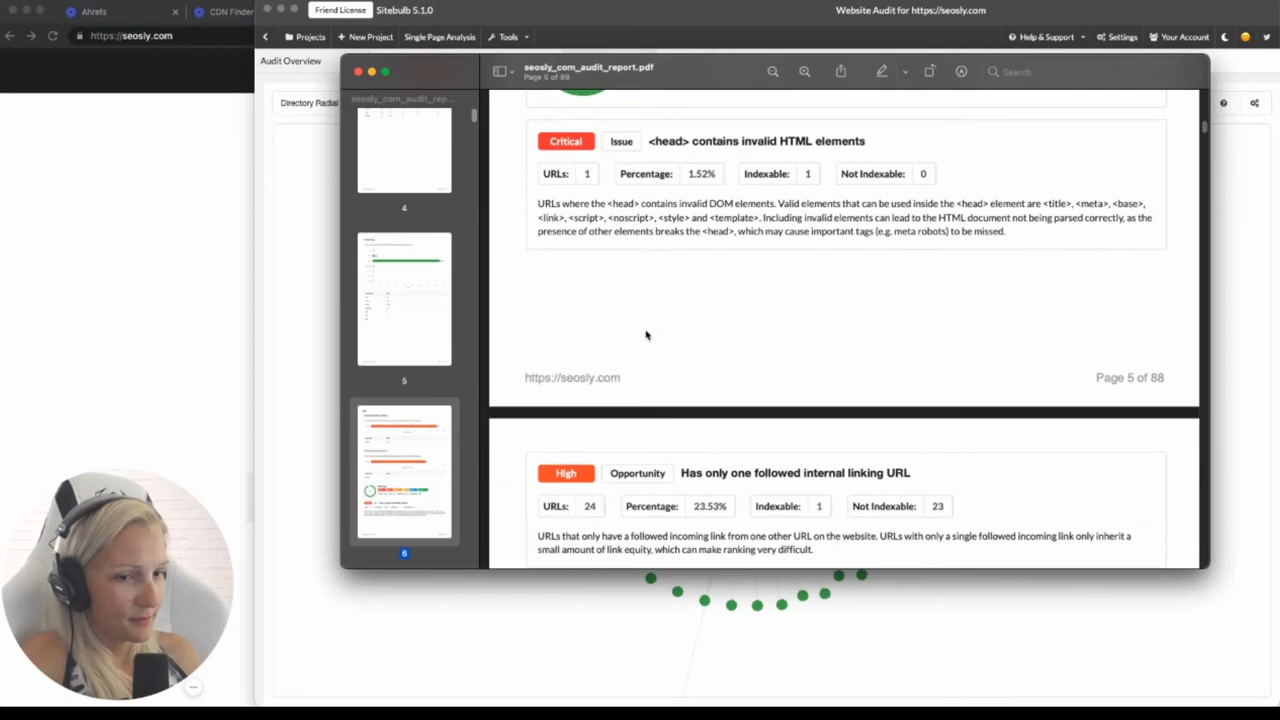 Ahrefs
CDN Finder
https://seosly.com
Friend License
Sitebulb 5.1.0
Website Audit for https://seosly.com
Projects
New Project
Single Page Analysis
Tools
Help & Support
Settings
Your Account
Audit Overview
Directory Radial
seosly_com_audit_report.pdf
Page 6 of 89
Search
seosly_com_audit_rep...
4
5
6
Critical
Issue
<head> contains invalid HTML elements
URLs: 1
Percentage: 1.52%
Indexable: 1
Not Indexable: 0
URLs where the <head> contains invalid DOM elements. Valid elements that can be used inside the <head> element are <title>, <meta>, <base>,
<link>, <script>, <noscript>, <style> and <template>. Including invalid elements can lead to the HTML document not being parsed correctly, as the
presence of other elements breaks the <head>, which may cause important tags (e.g. meta robots) to be missed.
https://seosly.com
Page 5 of 88
High
Opportunity
Has only one followed internal linking URL
URLs: 24
Percentage: 23.53%
Indexable: 1
Not Indexable: 23
URLs that only have a followed incoming link from one other URL on the website. URLs with only a single followed incoming link only inherit a
small amount of link equity, which can make ranking very difficult.